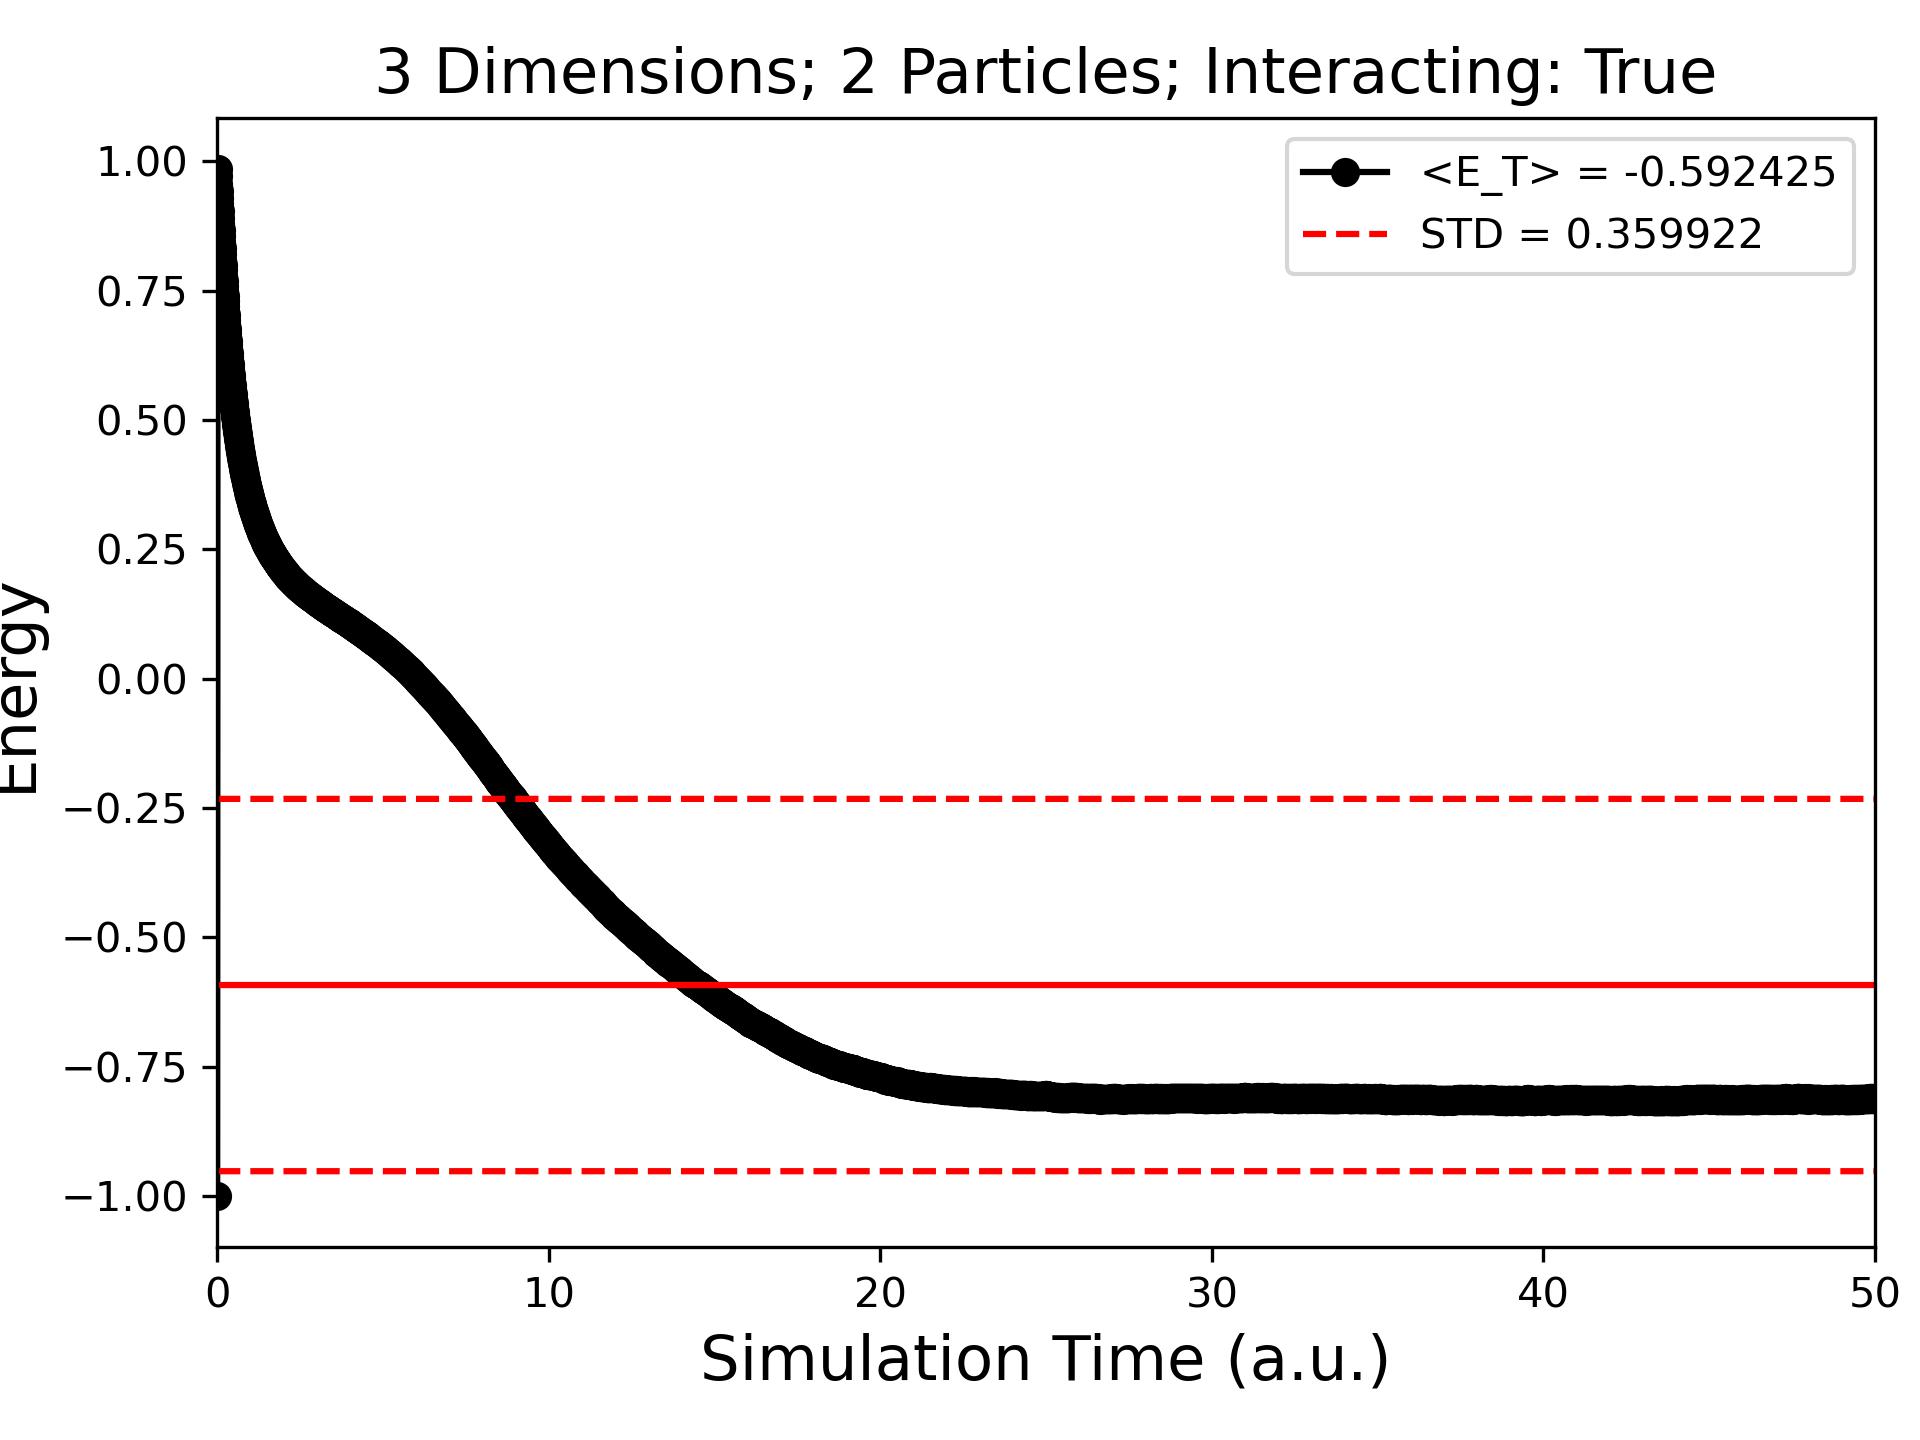 3 Dimensions; 2 Particles; Interacting: True
<E_T> = -0.592425
STD = 0.359922
Energy
1.00
0.75
0.50
0.25
0.00
−0.25
−0.50
−0.75
−1.00
0 10 20 30 40 50
Simulation Time (a.u.)